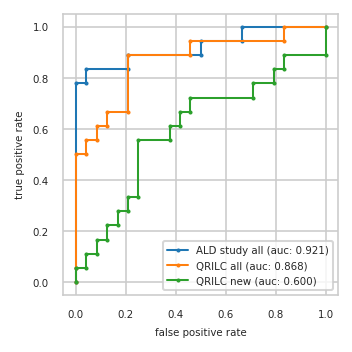 1.0
0.8
0.6
0.4
0.2
0.0
true positive rate
ALD study all (auc: 0.921)
QRILC all (auc: 0.868)
QRILC new (auc: 0.600)
0.0 0.2 0.4 0.6 0.8 1.0
false positive rate